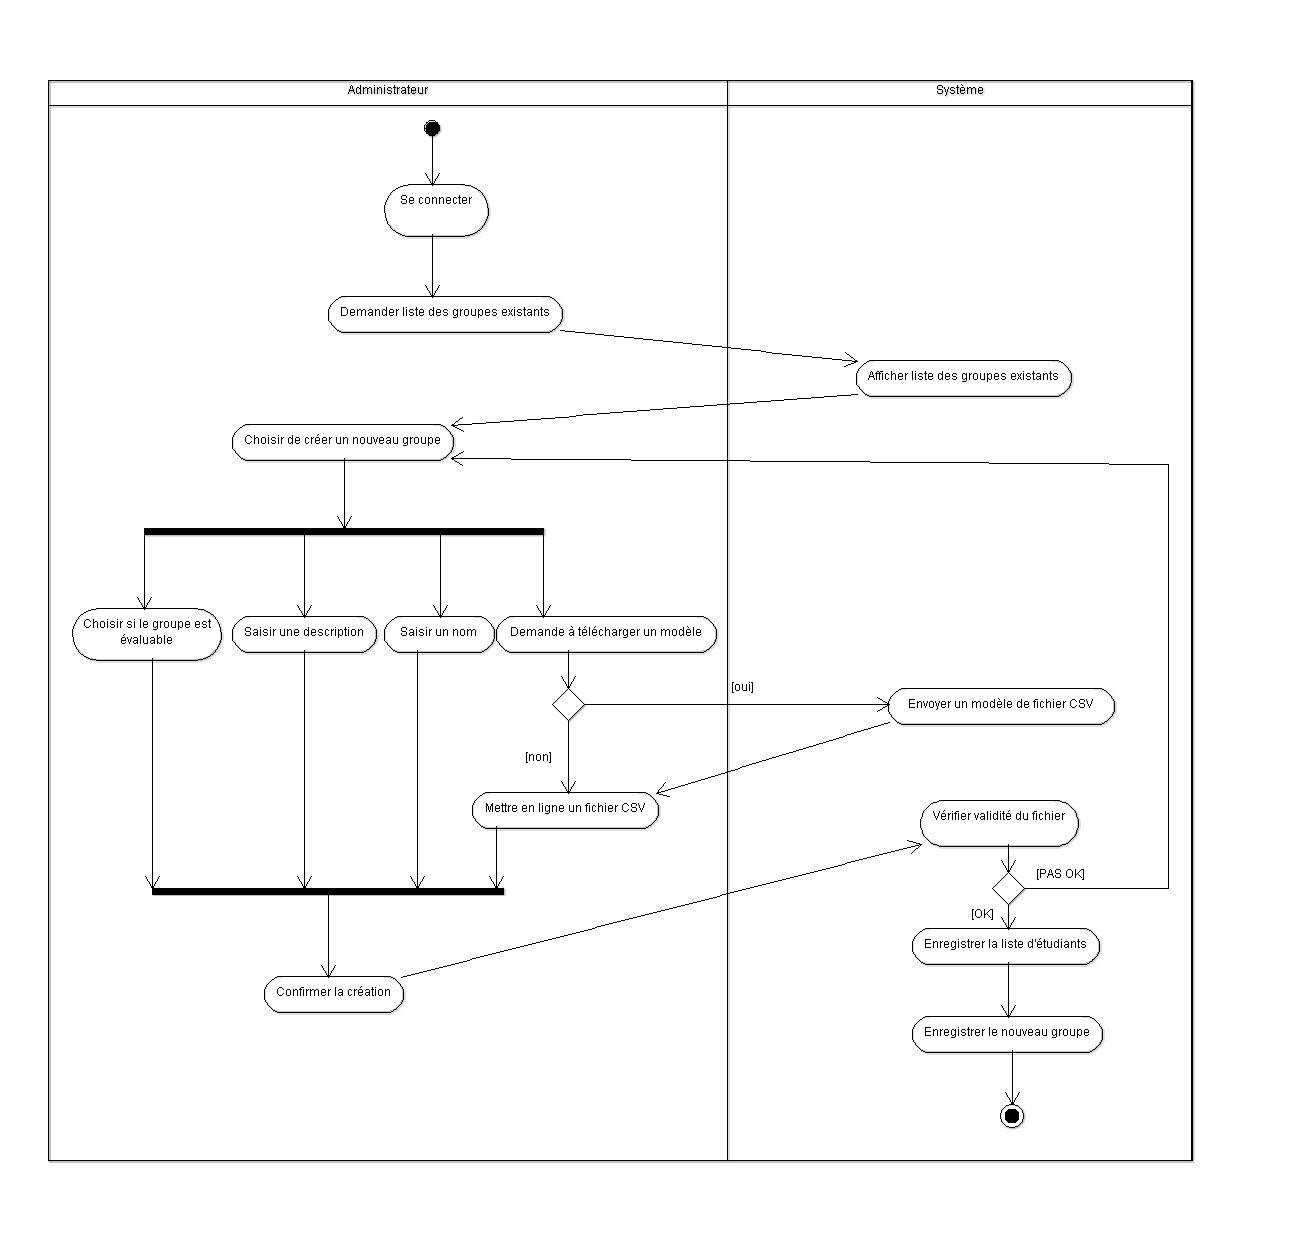 Administrateur
Système
Se connecter
Demander liste des groupes existants
Afficher liste des groupes existants
Choisir de créer un nouveau groupe
Choisir si le groupe est
évaluable
Saisir une description
Saisir un nom
Demande à télécharger un modèle
[oui]
Envoyer un modèle de fichier CSV
[non]
Mettre en ligne un fichier CSV
Vérifier validité du fichier
[PAS OK]
[OK]
Enregistrer la liste d'étudiants
Confirmer la création
Enregistrer le nouveau groupe